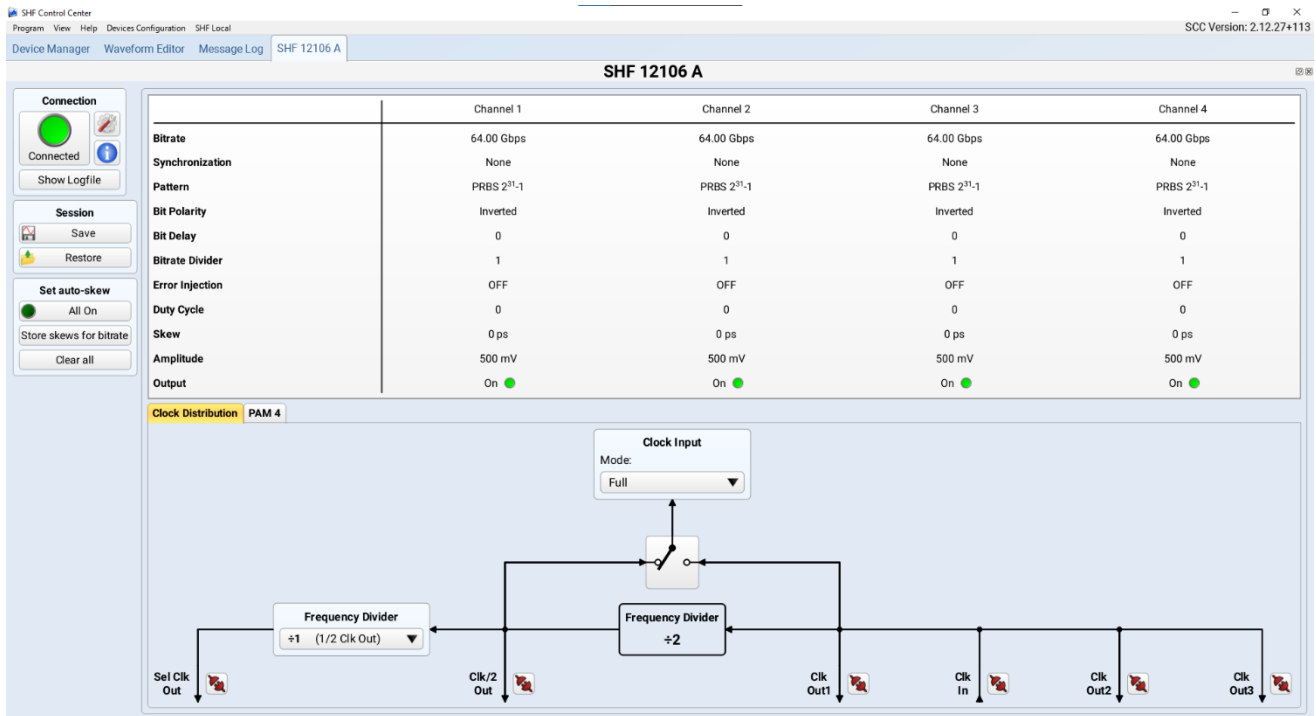 SHF Control Center
Program View Help Devices Configuration SHF Local
SCC Version: 2.12.27+113
Device Manager Waveform Editor Message Log SHF 12106 A
SHF 12106 A
Connection
Connected
Show Logfile
Session
Save
Restore
Set auto-skew
All On
Store skews for bitrate
Clear all
Channel 1 Channel 2 Channel 3 Channel 4
Bitrate 64.00 Gbps 64.00 Gbps 64.00 Gbps 64.00 Gbps
Synchronization None None None None
Pattern PRBS 2³¹-1 PRBS 2³¹-1 PRBS 2³¹-1 PRBS 2³¹-1
Bit Polarity Inverted Inverted Inverted Inverted
Bit Delay 0 0 0 0
Bitrate Divider 1 1 1 1
Error Injection OFF OFF OFF OFF
Duty Cycle 0 0 0 0
Skew 0 ps 0 ps 0 ps 0 ps
Amplitude 500 mV 500 mV 500 mV 500 mV
Output On On On On
Clock Distribution PAM 4
Clock Input
Mode:
Full
Frequency Divider
÷1 (1/2 Clk Out)
Frequency Divider
÷2
Sel Clk
Out
Clk/2
Out
Clk
Out1
Clk
In
Clk
Out2
Clk
Out3